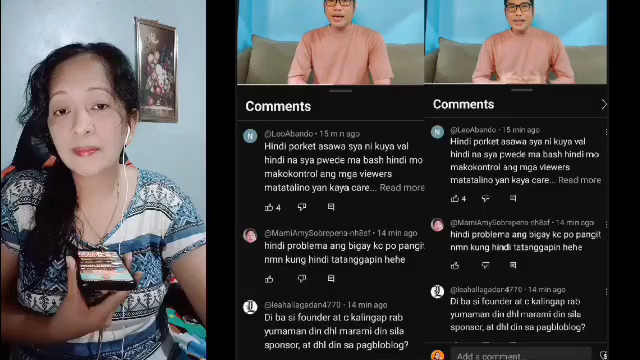 Comments
@LeoAbando · 15 min ago
Hindi porket asawa sya ni kuya val
hindi na sya pwede ma bash hindi mo
makokontrol ang mga viewers
matatalino yan kaya care... Read more
4
@MamiAmySobrepena-nh8sf · 14 min ago
hindi problema ang bigay kc po pangit
nmn kung hindi tatanggapin hehe
@leahallagadan4770 · 14 min ago
Di ba si founder at c kalingap rab
yumaman din dhl marami din sila
sponsor, at dhl din sa pagbloblog?
Comments
@LeoAbando · 15 min ago
Hindi porket asawa sya ni kuya val
hindi na sya pwede ma bash hindi mo
makokontrol ang mga viewers
matatalino yan kaya care... Read more
4
@MamiAmySobrepena-nh8sf · 14 min ago
hindi problema ang bigay kc po pangit
nmn kung hindi tatanggapin hehe
@leahallagadan4770 · 14 min ago
Di ba si founder at c kalingap rab
yumaman din dhl marami din sila
sponsor, at dhl din sa pagbloblog?
Add a comment...